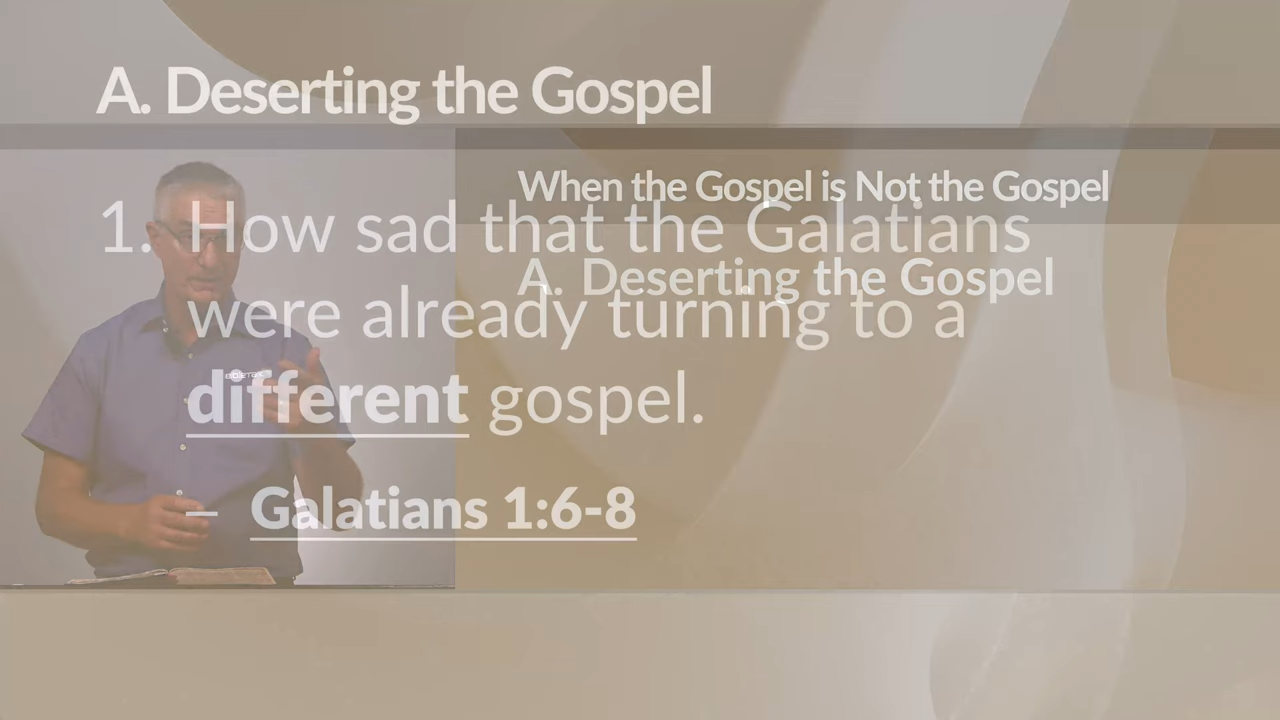 A. Deserting the Gospel
When the Gospel is Not the Gospel
1. How sad that the Galatians
A. Deserting the Gospel
were already turning to a
different gospel.
– Galatians 1:6-8